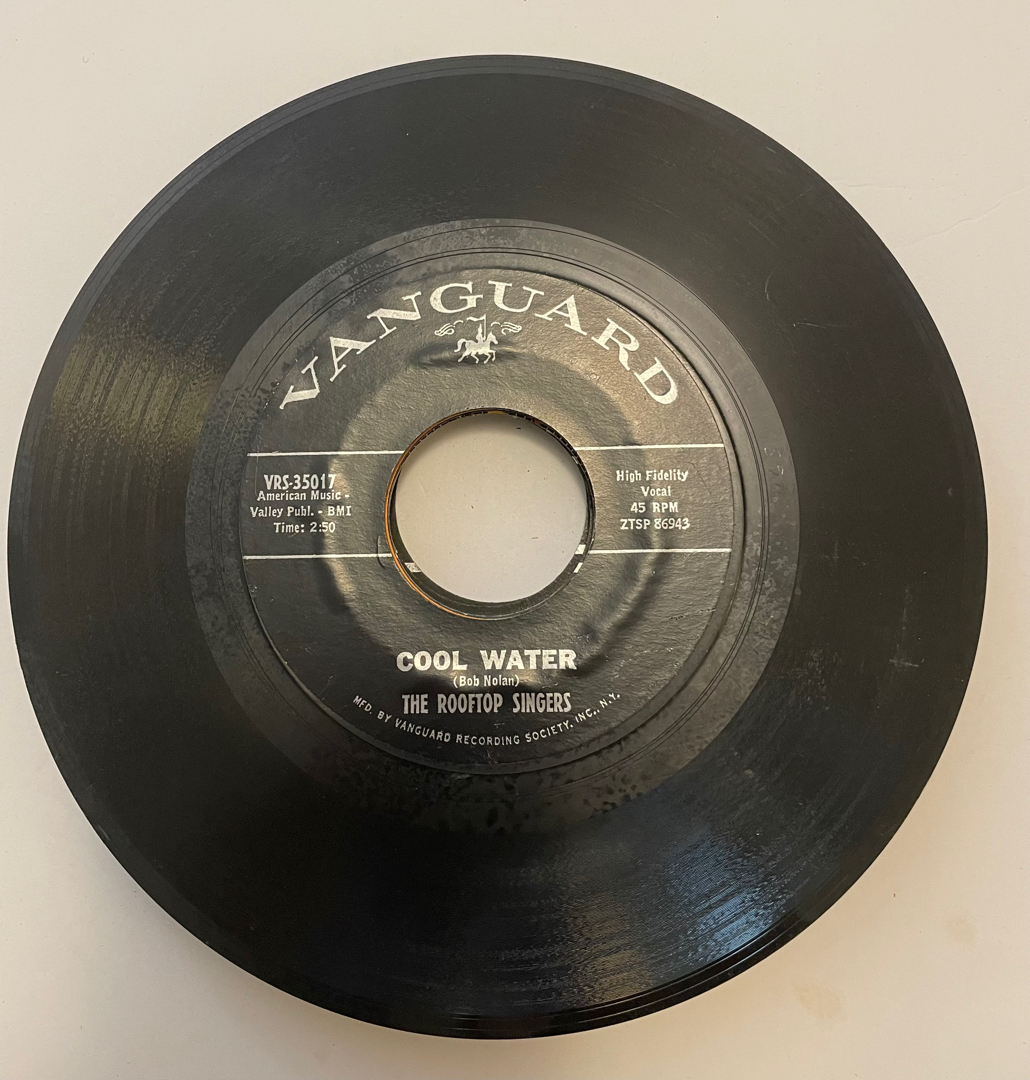 VANGUARD
VRS-35017
American Music -
Valley Publ. - BMI
Time: 2:50
High Fidelity
Vocal
45 RPM
ZTSP 86943
COOL WATER
(Bob Nolan)
THE ROOFTOP SINGERS
MFD. BY VANGUARD RECORDING SOCIETY, INC., N.Y.